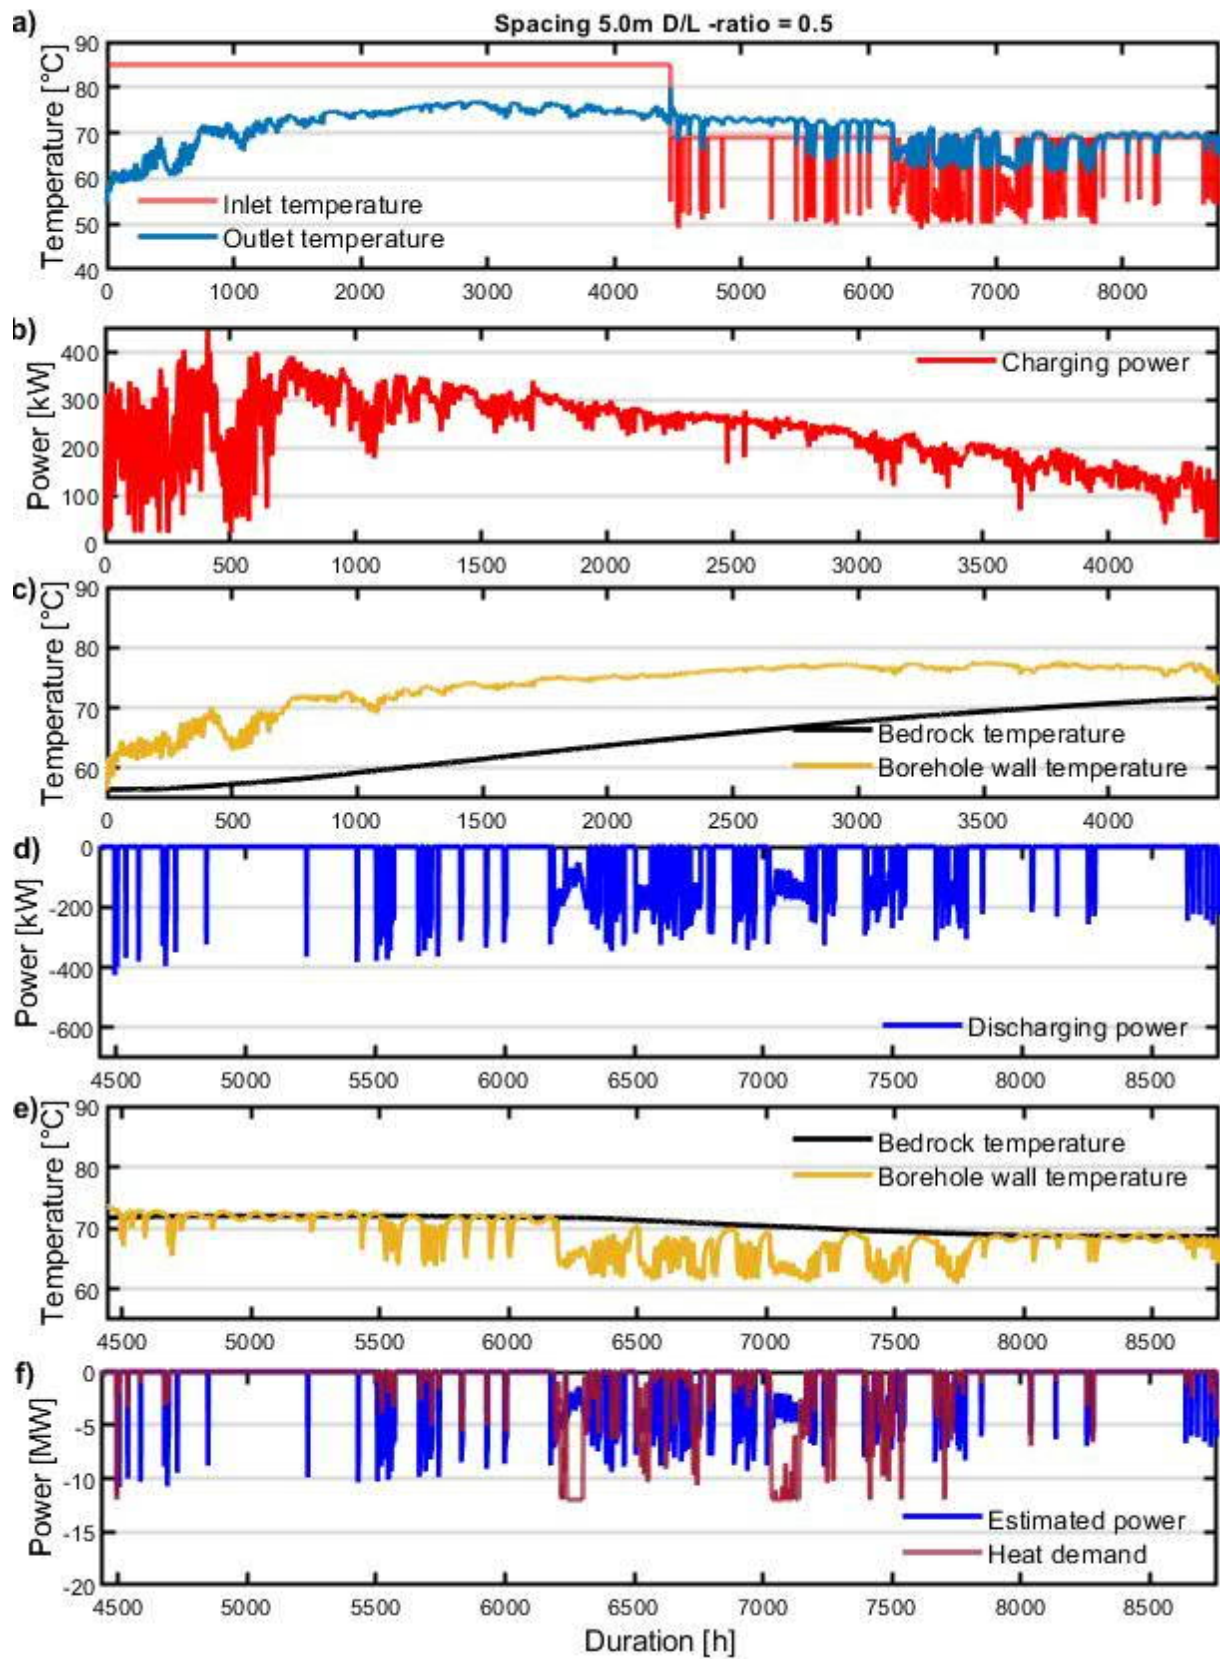 a)
Spacing 5.0m D/L -ratio = 0.5
Temperature [°C]
90
80
70
60
50
40
Inlet temperature
Outlet temperature
0 1000 2000 3000 4000 5000 6000 7000 8000
b)
Power [kW]
400
300
200
100
0
Charging power
0 500 1000 1500 2000 2500 3000 3500 4000
c)
Temperature [°C]
90
80
70
60
Bedrock temperature
Borehole wall temperature
0 500 1000 1500 2000 2500 3000 3500 4000
d)
Power [kW]
0
-200
-400
-600
Discharging power
4500 5000 5500 6000 6500 7000 7500 8000 8500
e)
Temperature [°C]
90
80
70
60
Bedrock temperature
Borehole wall temperature
4500 5000 5500 6000 6500 7000 7500 8000 8500
f)
Power [MW]
0
-5
-10
-15
-20
Estimated power
Heat demand
4500 5000 5500 6000 6500 7000 7500 8000 8500
Duration [h]